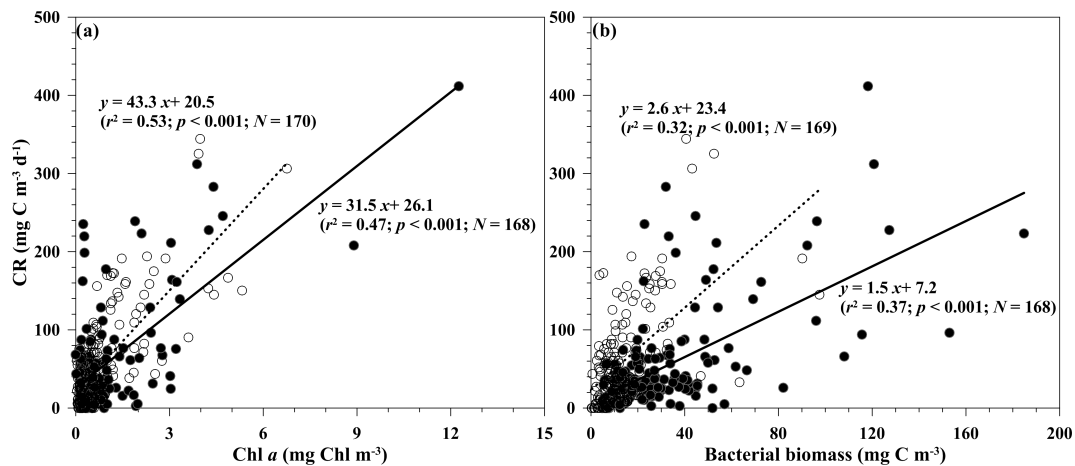 (a)
500
400
300
200
100
0
CR (mg C m⁻³ d⁻¹)
y = 43.3 x+ 20.5
(r² = 0.53; p < 0.001; N = 170)
y = 31.5 x+ 26.1
(r² = 0.47; p < 0.001; N = 168)
0 3 6 9 12 15
Chl a (mg Chl m⁻³)
(b)
500
400
300
200
100
0
y = 2.6 x+ 23.4
(r² = 0.32; p < 0.001; N = 169)
y = 1.5 x+ 7.2
(r² = 0.37; p < 0.001; N = 168)
0 40 80 120 160 200
Bacterial biomass (mg C m⁻³)